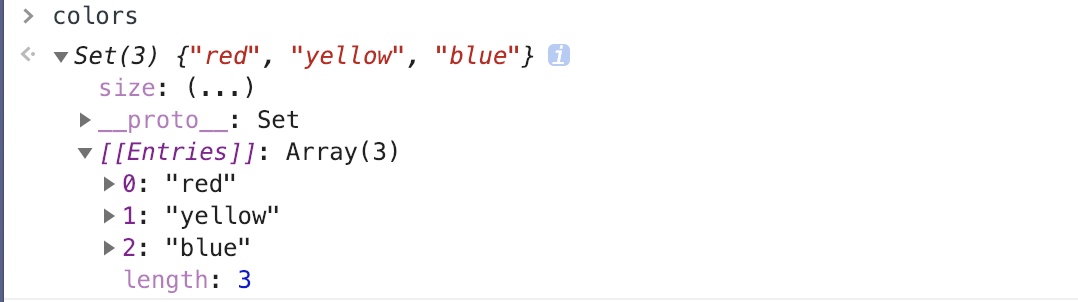 > colors
Set(3) {"red", "yellow", "blue"} i
size: (...)
__proto__: Set
[[Entries]]: Array(3)
0: "red"
1: "yellow"
2: "blue"
length: 3